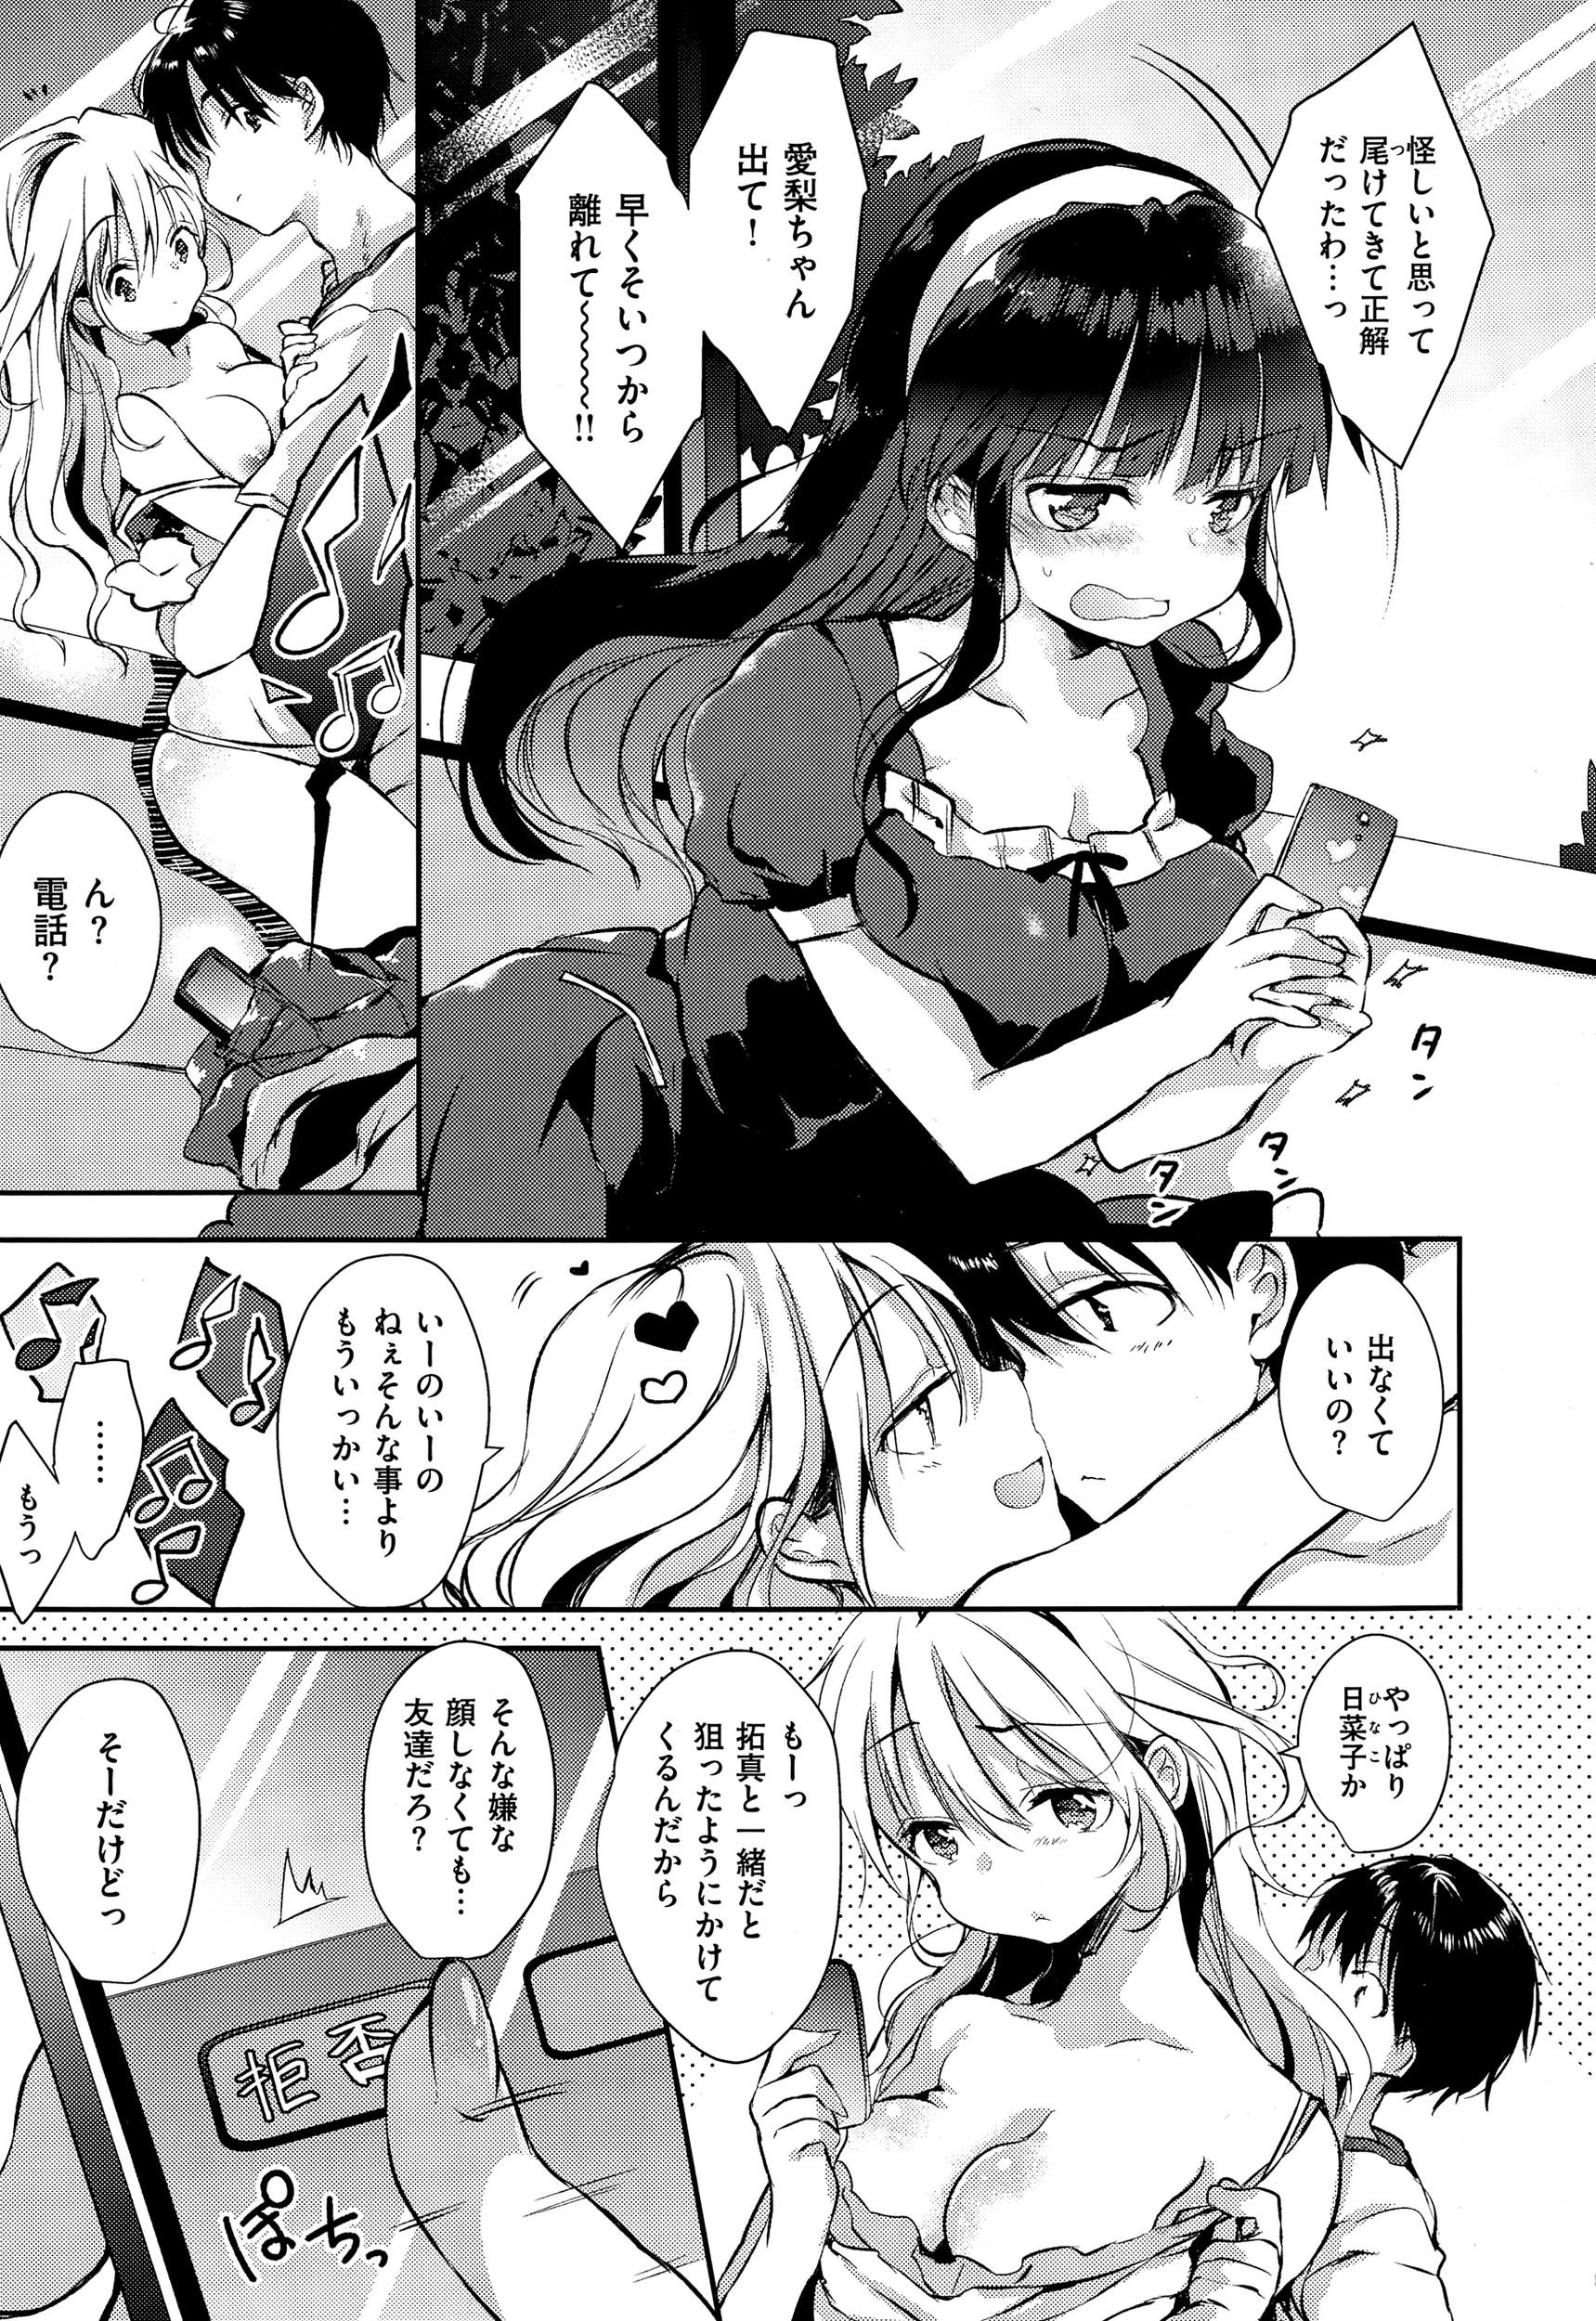 怪しいと思って
尾けてきて正解
だったわ…っ
つ
愛梨ちゃん
出て！
早くそいつから
離れて～～～～!!
タン
タン
タン
ん？
電話？
出なくて
いいの？
いーのいーの
ねぇそんな事より
もういっかい…
……
もうっ
やっぱり
日菜子か
ひなこ
もーっ
拓真と一緒だと
狙ったようにかけて
くるんだから
そんな嫌な
顔しなくても…
友達だろ？
そーだけどっ
拒否
ぽちっ